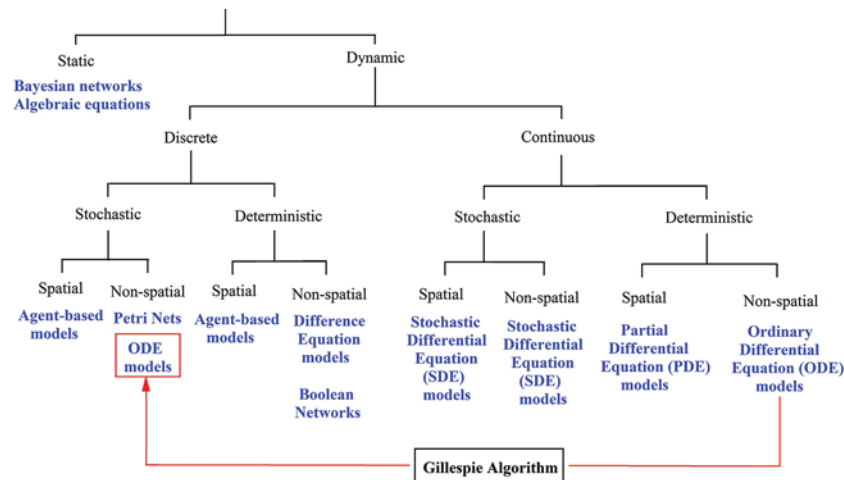 Static
Dynamic
Bayesian networks
Algebraic equations
Discrete
Continuous
Stochastic
Deterministic
Stochastic
Deterministic
Spatial
Non-spatial
Spatial
Non-spatial
Spatial
Non-spatial
Spatial
Non-spatial
Agent-based
models
Petri Nets
ODE
models
Agent-based
models
Difference
Equation
models
Boolean
Networks
Stochastic
Differential
Equation
(SDE)
models
Stochastic
Differential
Equation
(SDE)
models
Partial
Differential
Equation (PDE)
models
Ordinary
Differential
Equation (ODE)
models
Gillespie Algorithm